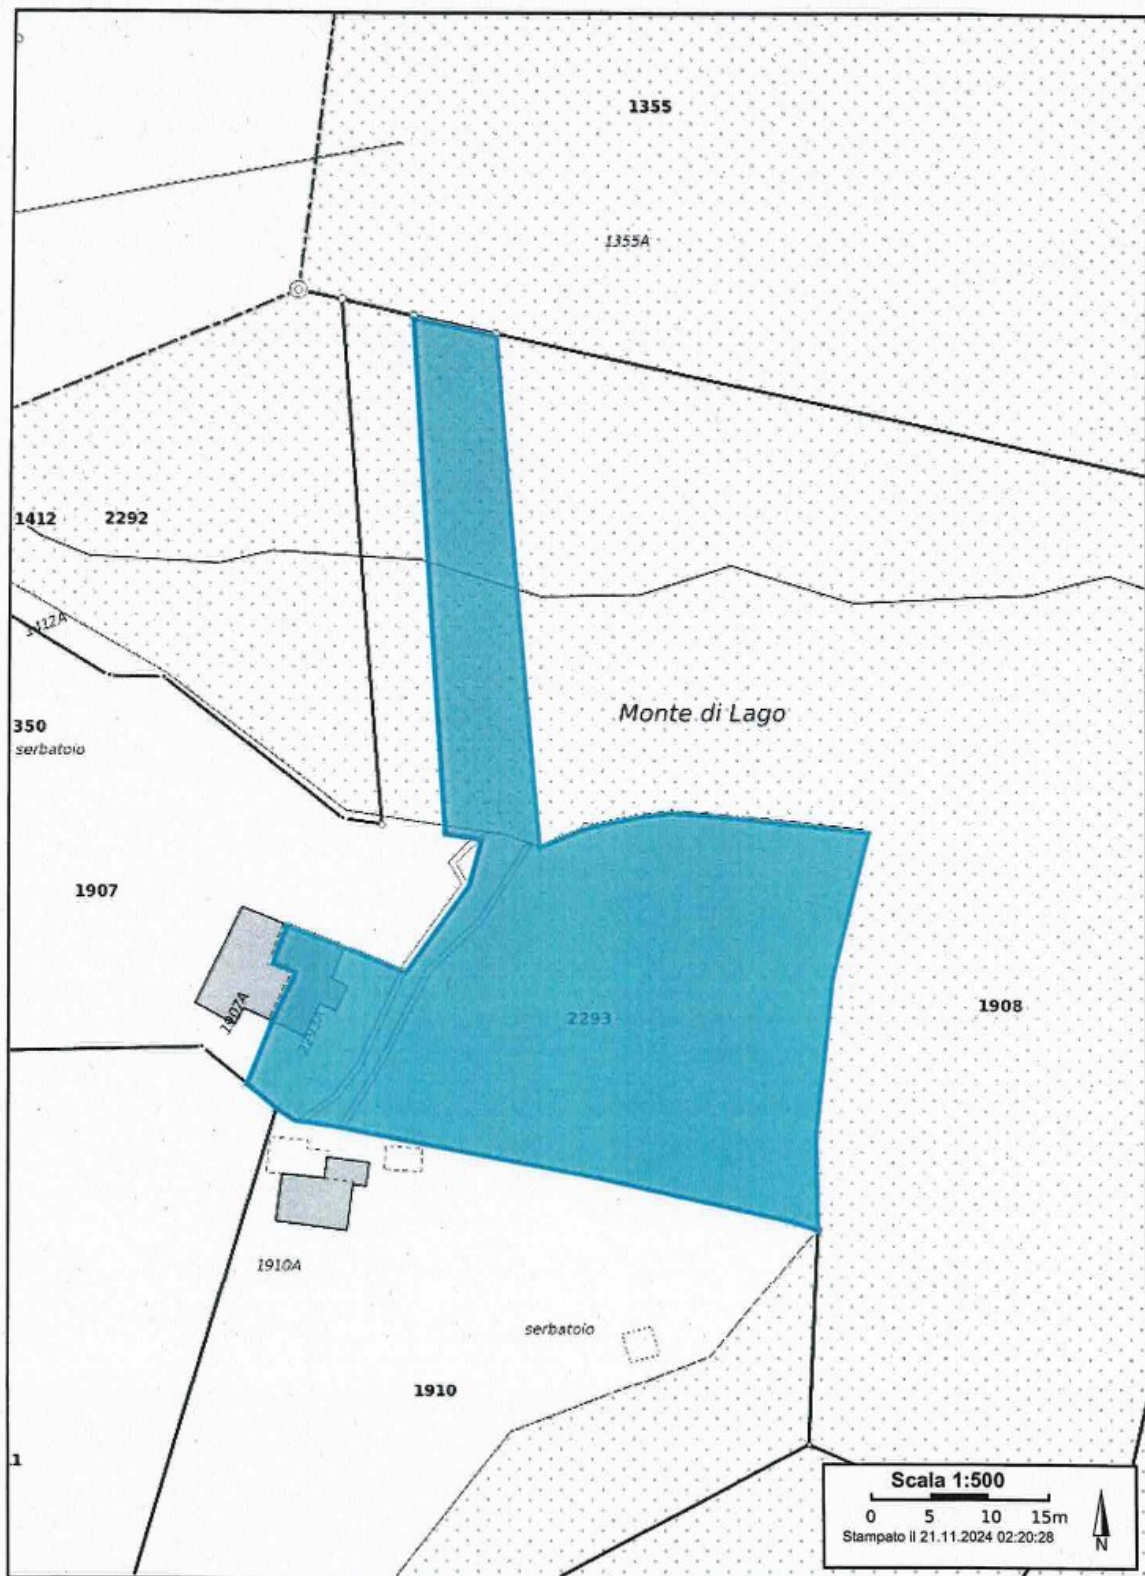 1355
1355A
1412 2292
1412A
Monte di Lago
350
serbatoio
1907
1907A
2293A
2293
1908
1910A
serbatoio
1910
1
Scala 1:500
0 5 10 15m
Stampato il 21.11.2024 02:20:28
N